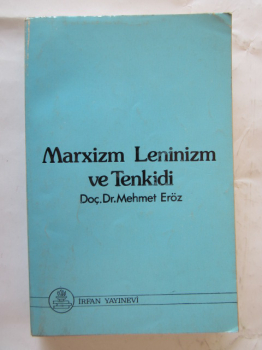 Marxizm Leninizm
ve Tenkidi
Doç.Dr.Mehmet Eröz
İRFAN YAYINEVİ